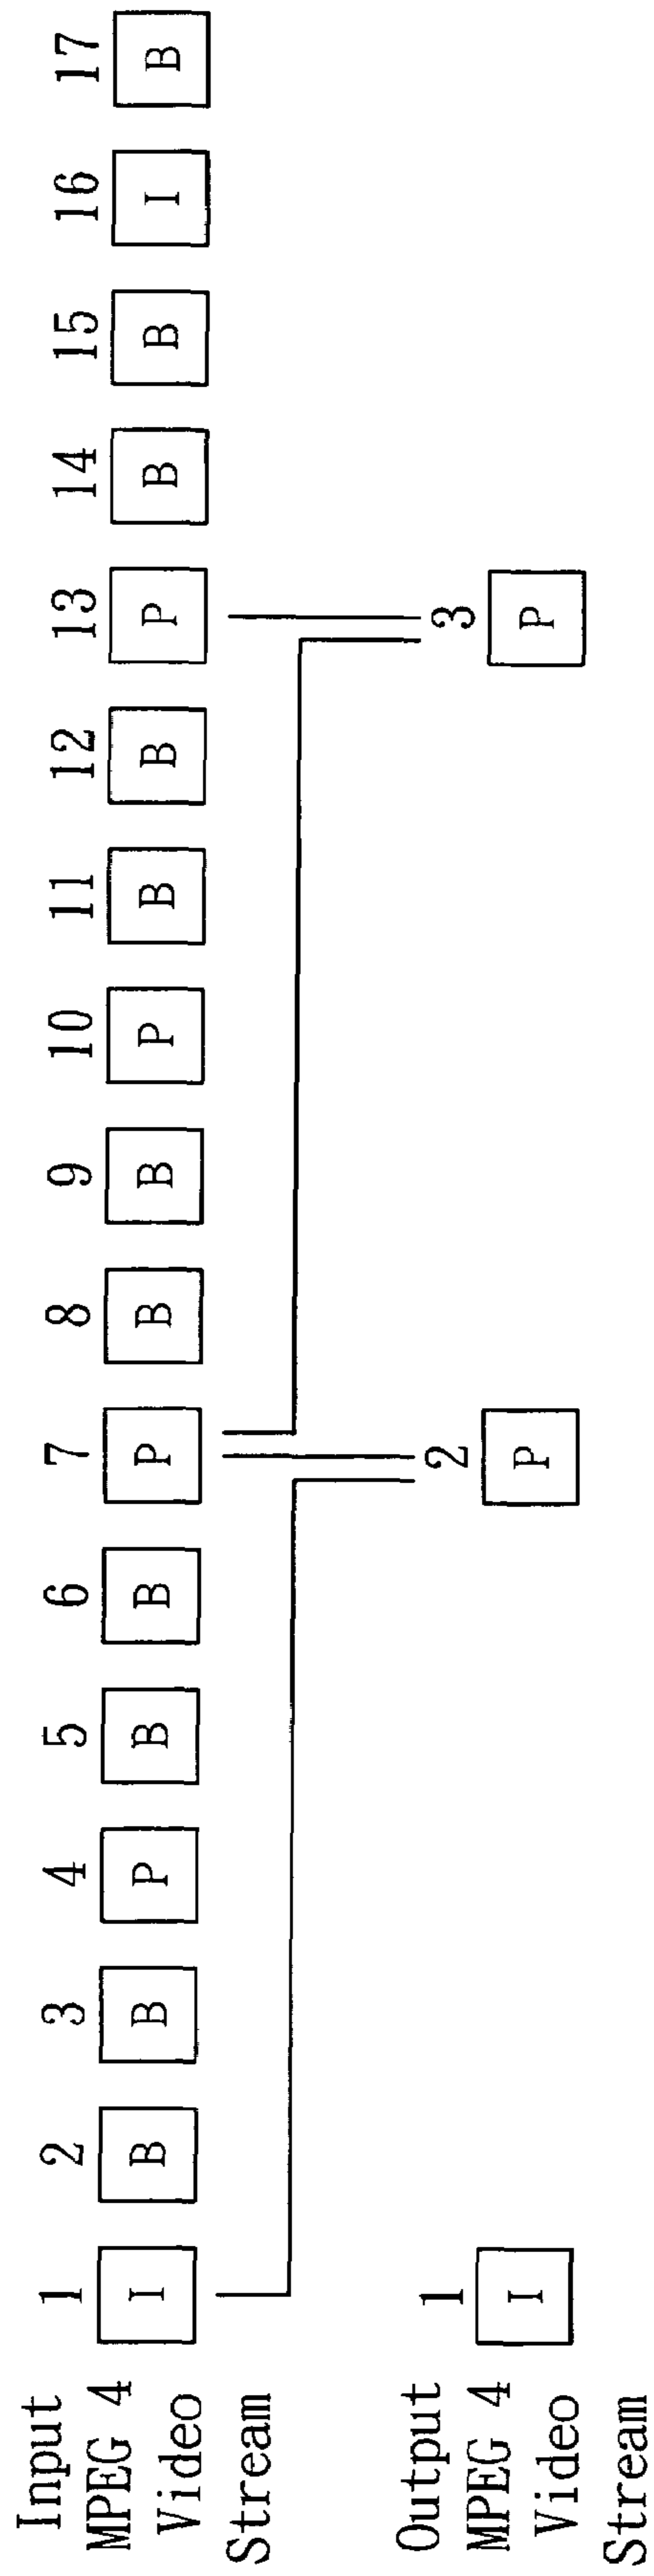 Input
MPEG 4
Video
Stream
1 2 3 4 5 6 7 8 9 10 11 12 13 14 15 16 17
I B B P B B P B B P B B P B B I B
Output
MPEG 4
Video
Stream
1 2 3
I P P